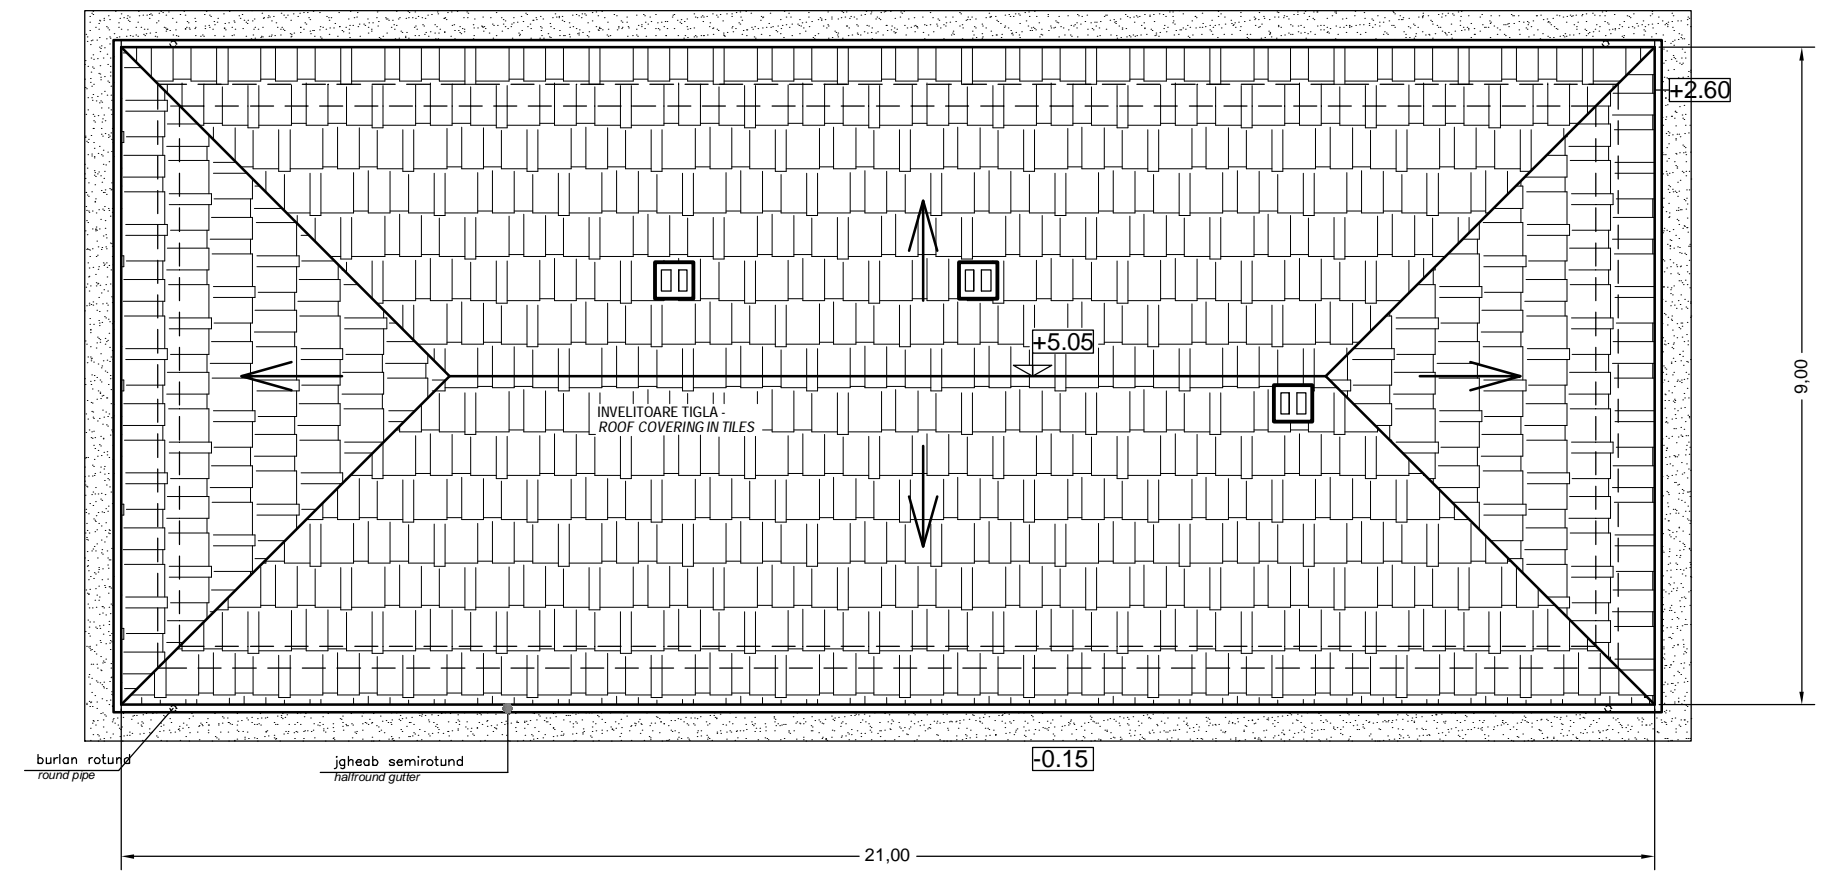 +2.60
+5.05
9,00
INVELITOARE TIGLA -
ROOF COVERING IN TILES
burlan rotund
round pipe
jgheab semirotund
halfround gutter
-0.15
21,00